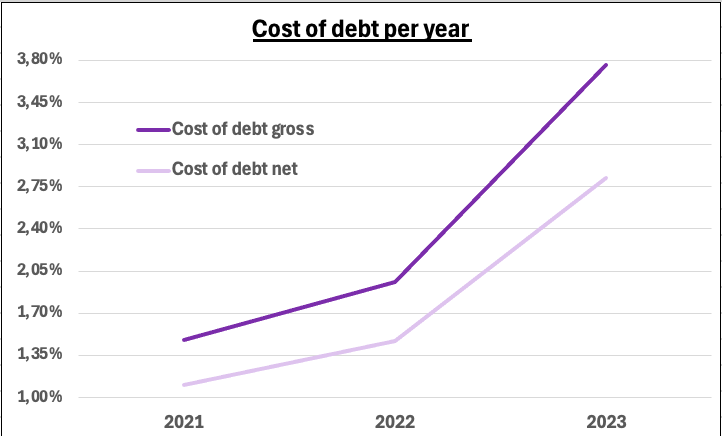 Cost of debt per year
3,80%
3,45%
Cost of debt gross
3,10%
Cost of debt net
2,75%
2,40%
2,05%
1,70%
1,35%
1,00%
2021 2022 2023